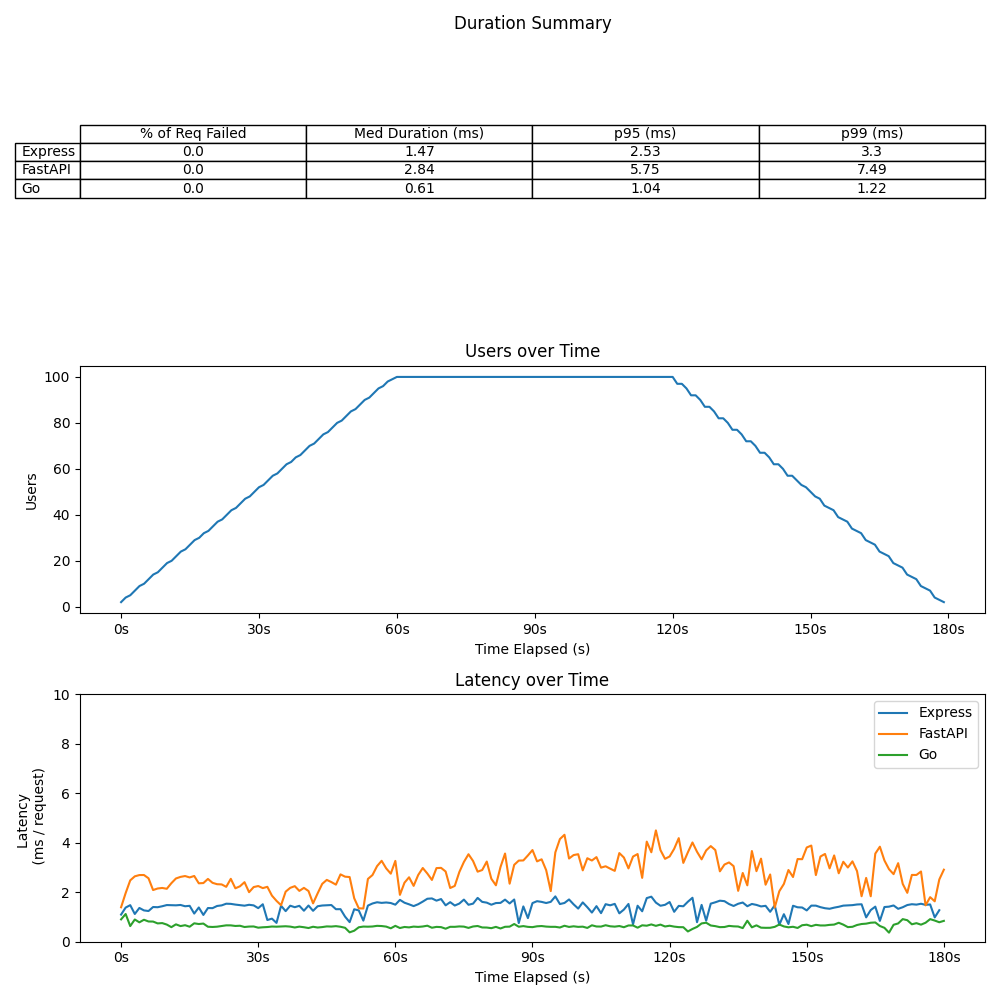 Duration Summary
% of Req Failed Med Duration (ms) p95 (ms) p99 (ms)
Express 0.0 1.47 2.53 3.3
FastAPI 0.0 2.84 5.75 7.49
Go 0.0 0.61 1.04 1.22
Users over Time
100
80
60
40
20
0
Users
0s 30s 60s 90s 120s 150s 180s
Time Elapsed (s)
Latency over Time
10
8
6
4
2
0
Latency
(ms / request)
Express
FastAPI
Go
0s 30s 60s 90s 120s 150s 180s
Time Elapsed (s)